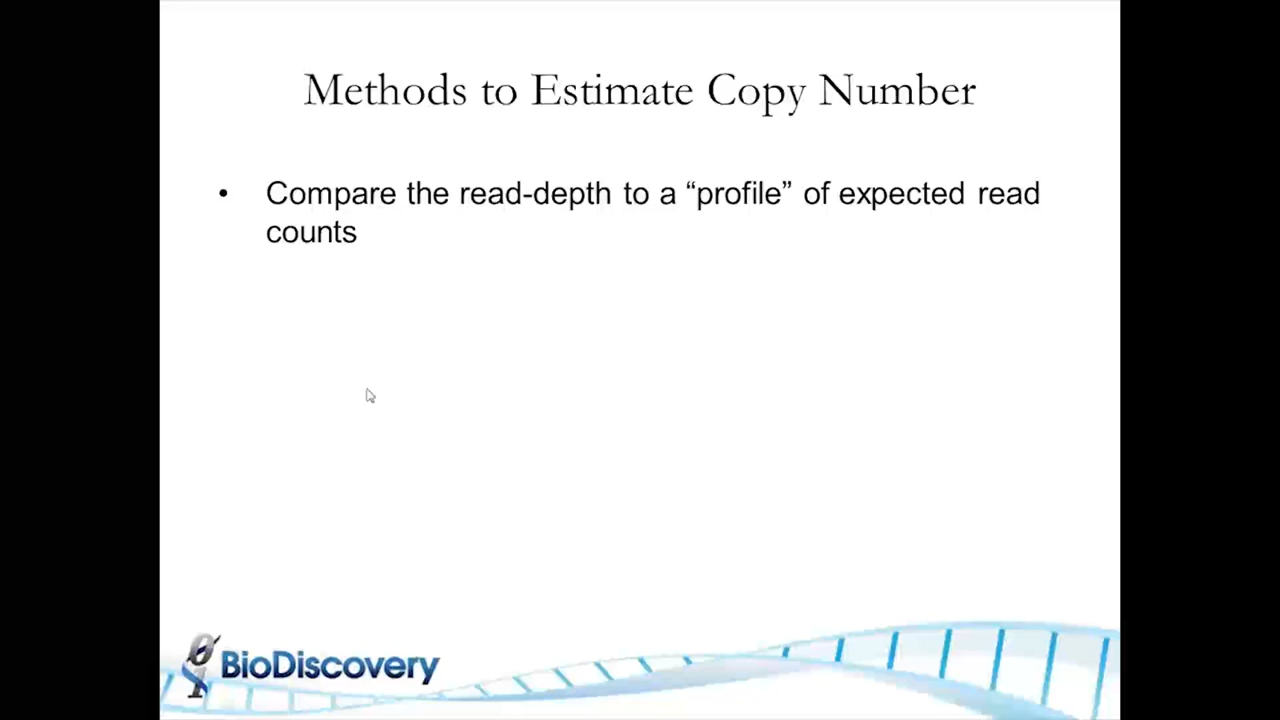 Methods to Estimate Copy Number
• Compare the read-depth to a “profile” of expected read
counts
BioDiscovery